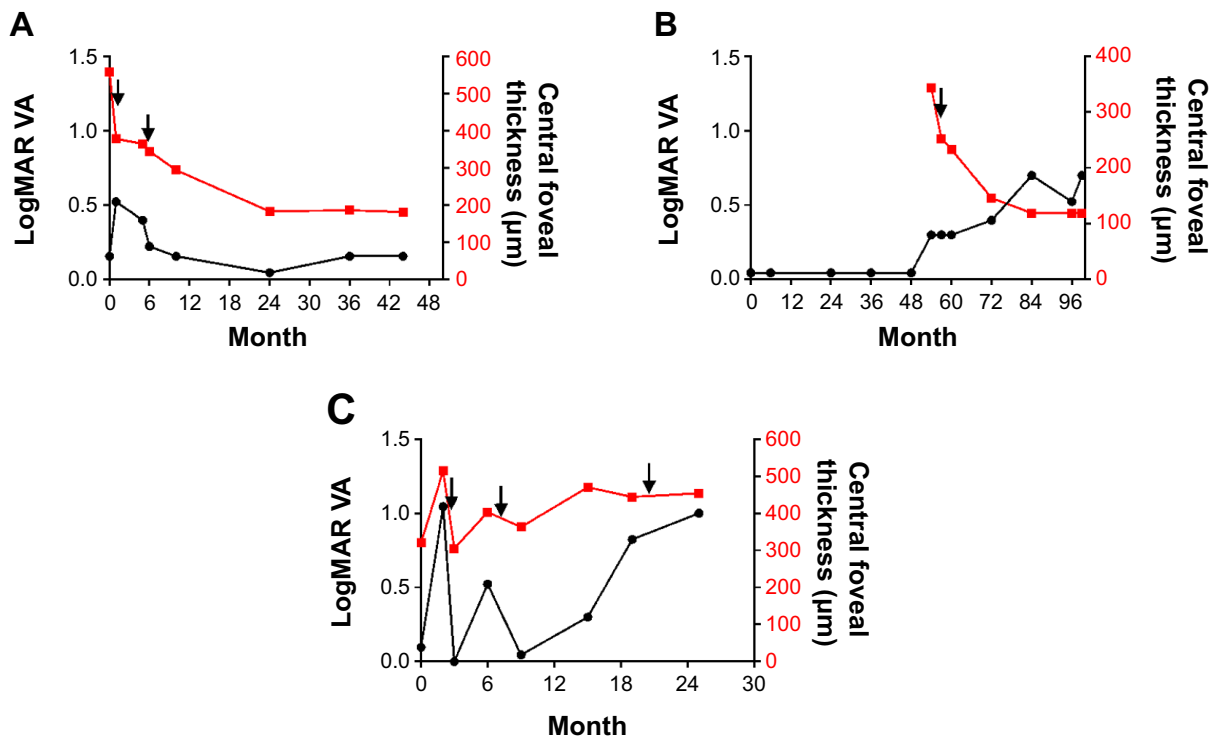 A
LogMAR VA
1.5
1.0
0.5
0.0
0 6 12 18 24 30 36 42 48
Month
600
500
400
300
200
100
0
Central foveal
thickness (µm)
B
LogMAR VA
1.5
1.0
0.5
0.0
0 12 24 36 48 60 72 84 96
Month
400
300
200
100
0
Central foveal
thickness (µm)
C
LogMAR VA
1.5
1.0
0.5
0.0
0 6 12 18 24 30
Month
600
500
400
300
200
100
0
Central foveal
thickness (µm)